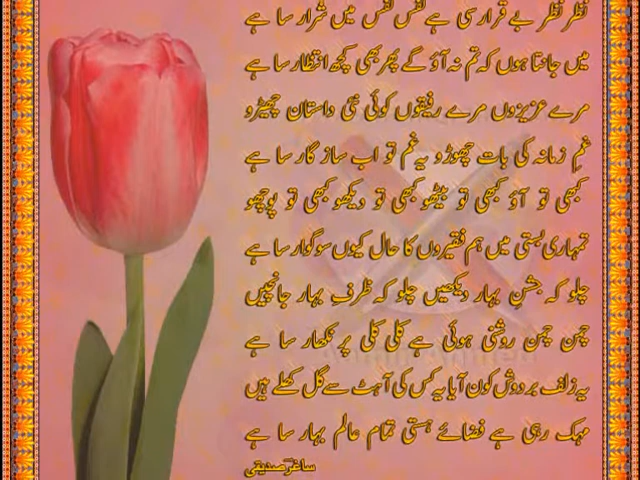 نظر نظر بے قرار سی ہے نفس نفس میں شرار سا ہے
میں جانتا ہوں کہ تم نہ آؤ گے پھر بھی کچھ انتظار سا ہے
مرے عزیزوں مرے رفیقوں کوئی نئی داستان چھیڑو
غم زمانہ کی بات چھوڑو یہ غم تو اب ساز گار سا ہے
کبھی تو آؤ کبھی تو بیٹھو کبھی تو دیکھو کبھی تو پوچھو
تمہاری بستی میں ہم فقیروں کا حال کیوں سوگوار سا ہے
چلو کہ جشن بہار دیکھیں چلو کہ ظرف بہار جانچیں
چمن چمن روشنی ہوئی ہے کلی کلی پر نکھار سا ہے
یہ زلف بر دوش کون آیا یہ کس کی آہٹ سے گل کھلے ہیں
مہک رہی ہے فضائے ہستی تمام عالم بہار سا ہے
ساغر صدیقی